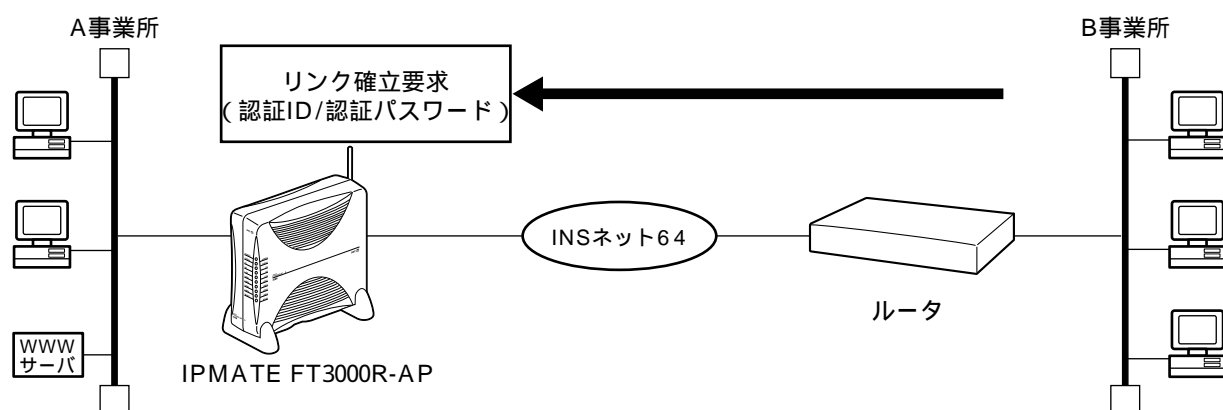 A事業所
B事業所
リンク確立要求
（認証ID/認証パスワード）
INSネット64
ルータ
WWW
サーバ
IPMATE FT3000R-AP